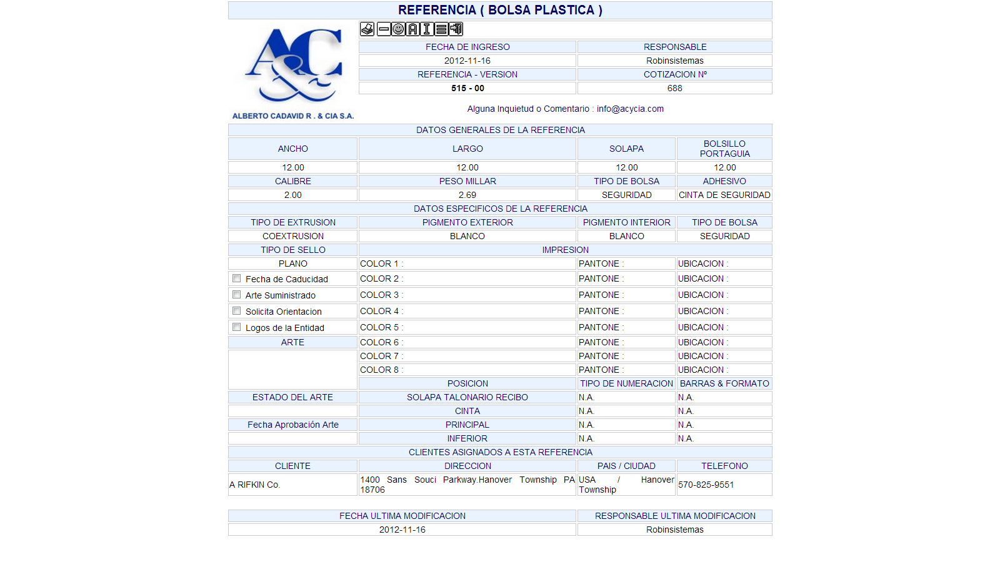 REFERENCIA ( BOLSA PLASTICA )
A&C
ALBERTO CADAVID R . & CIA S.A.
FECHA DE INGRESO RESPONSABLE
2012-11-16 Robinsistemas
REFERENCIA - VERSION COTIZACION Nº
515 - 00 688
Alguna Inquietud o Comentario : info@acycia.com
DATOS GENERALES DE LA REFERENCIA
ANCHO LARGO SOLAPA BOLSILLO PORTAGUIA
12.00 12.00 12.00 12.00
CALIBRE PESO MILLAR TIPO DE BOLSA ADHESIVO
2.00 2.69 SEGURIDAD CINTA DE SEGURIDAD
DATOS ESPECIFICOS DE LA REFERENCIA
TIPO DE EXTRUSION PIGMENTO EXTERIOR PIGMENTO INTERIOR TIPO DE BOLSA
COEXTRUSION BLANCO BLANCO SEGURIDAD
TIPO DE SELLO IMPRESION
PLANO COLOR 1 : PANTONE : UBICACION :
Fecha de Caducidad COLOR 2 : PANTONE : UBICACION :
Arte Suministrado COLOR 3 : PANTONE : UBICACION :
Solicita Orientacion COLOR 4 : PANTONE : UBICACION :
Logos de la Entidad COLOR 5 : PANTONE : UBICACION :
ARTE COLOR 6 : PANTONE : UBICACION :
COLOR 7 : PANTONE : UBICACION :
COLOR 8 : PANTONE : UBICACION :
POSICION TIPO DE NUMERACION BARRAS & FORMATO
ESTADO DEL ARTE SOLAPA TALONARIO RECIBO N.A. N.A.
CINTA N.A. N.A.
Fecha Aprobación Arte PRINCIPAL N.A. N.A.
INFERIOR N.A. N.A.
CLIENTES ASIGNADOS A ESTA REFERENCIA
CLIENTE DIRECCION PAIS / CIUDAD TELEFONO
A RIFKIN Co. 1400 Sans Souci Parkway.Hanover Township PA 18706 USA / Hanover Township 570-825-9551
FECHA ULTIMA MODIFICACION RESPONSABLE ULTIMA MODIFICACION
2012-11-16 Robinsistemas